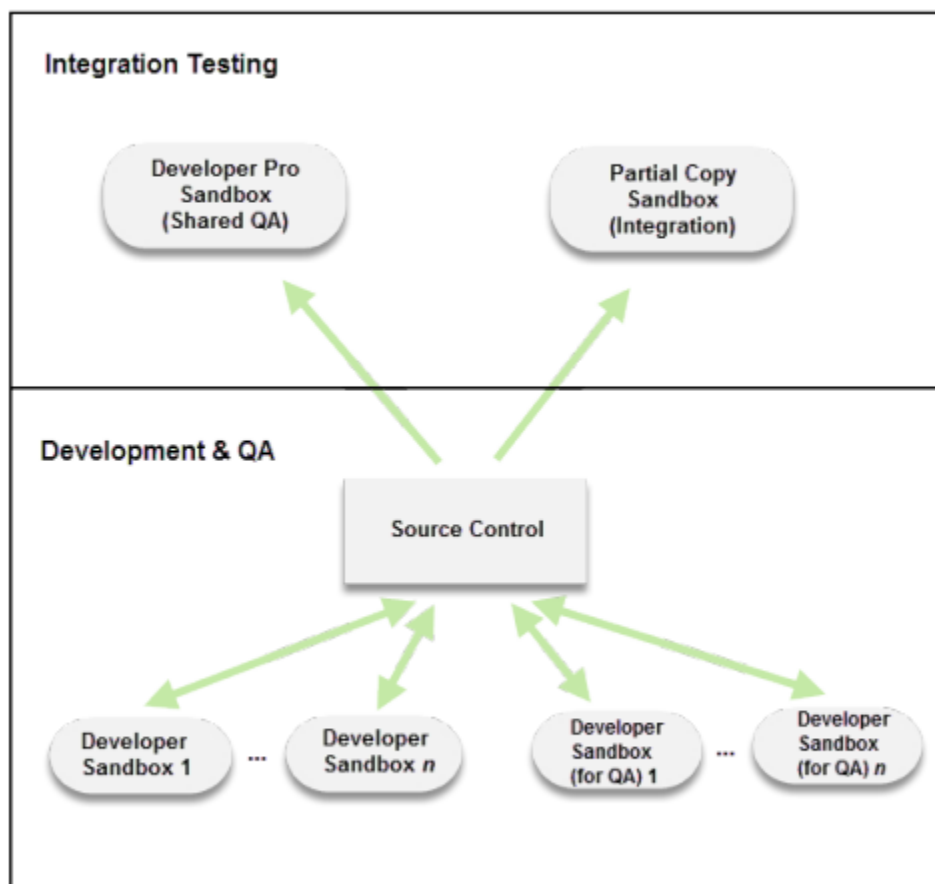 Integration Testing
Developer Pro
Sandbox
(Shared QA)
Partial Copy
Sandbox
(Integration)
Development & QA
Source Control
Developer
Sandbox 1
...
Developer
Sandbox n
Developer
Sandbox
(for QA) 1
...
Developer
Sandbox
(for QA) n